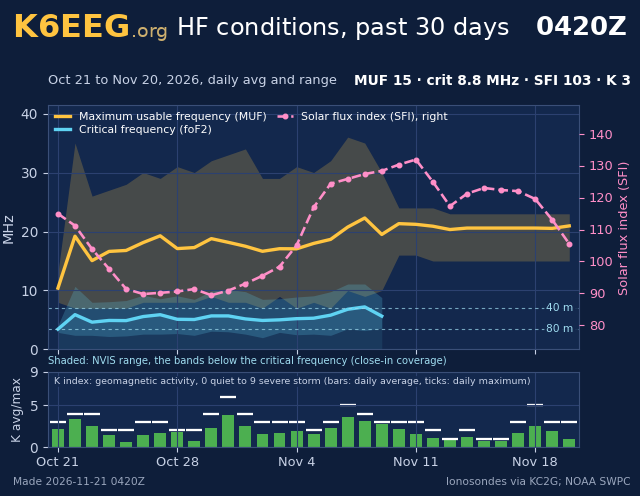 K6EEG.org HF conditions, past 30 days 0420Z
Oct 21 to Nov 20, 2026, daily avg and range MUF 15 · crit 8.8 MHz · SFI 103 · K 3
Maximum usable frequency (MUF)
Critical frequency (foF2)
Solar flux index (SFI), right
MHz
40
30
20
10
0
140
130
120
110
100
90
80
Solar flux index (SFI)
40 m
80 m
Shaded: NVIS range, the bands below the critical frequency (close-in coverage)
K index: geomagnetic activity, 0 quiet to 9 severe storm (bars: daily average, ticks: daily maximum)
K avg/max
9
5
0
Oct 21 Oct 28 Nov 4 Nov 11 Nov 18
Made 2026-11-21 0420Z Ionosondes via KC2G; NOAA SWPC